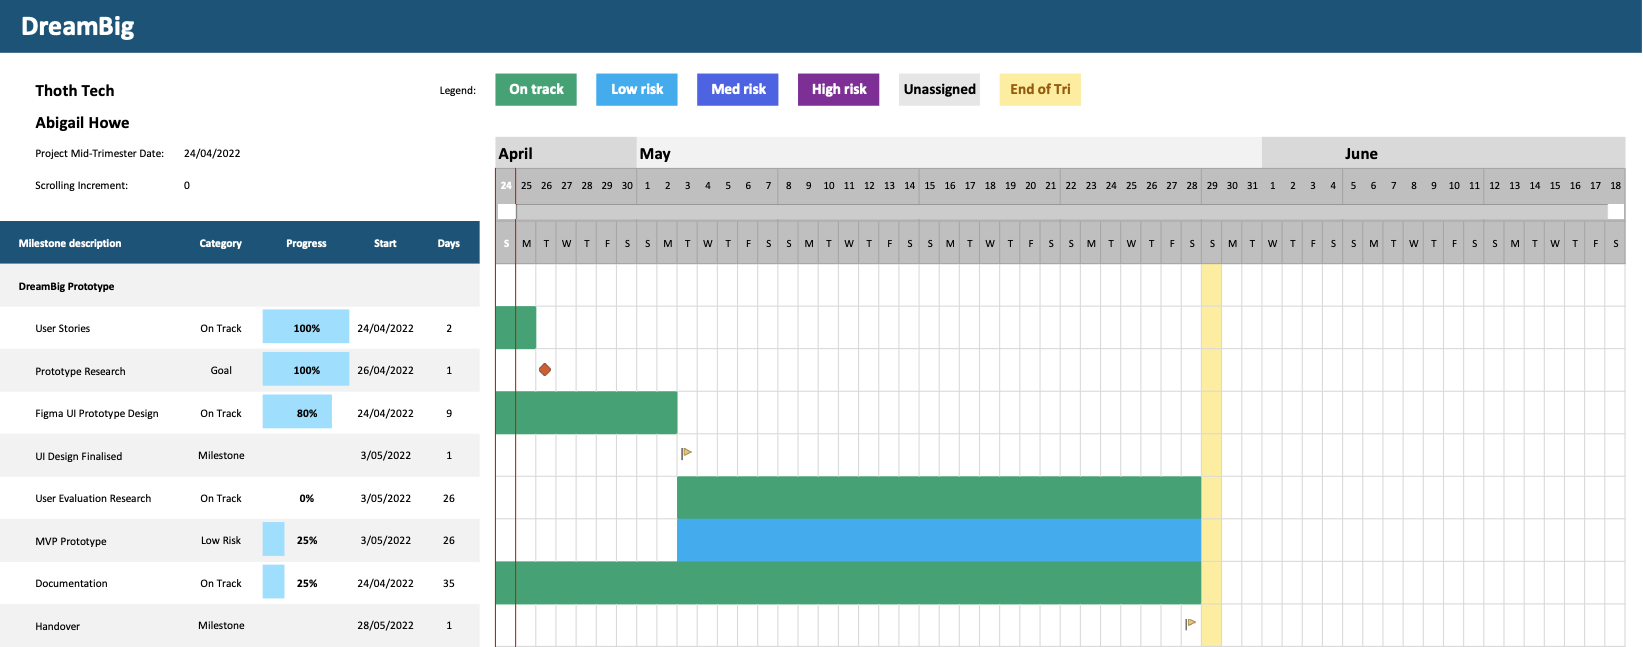 DreamBig
Thoth Tech
Legend: On track Low risk Med risk High risk Unassigned End of Tri
Abigail Howe
Project Mid-Trimester Date: 24/04/2022
April May June
Scrolling Increment: 0
24 25 26 27 28 29 30 1 2 3 4 5 6 7 8 9 10 11 12 13 14 15 16 17 18 19 20 21 22 23 24 25 26 27 28 29 30 31 1 2 3 4 5 6 7 8 9 10 11 12 13 14 15 16 17 18
Milestone description Category Progress Start Days
S M T W T F S S M T W T F S S M T W T F S S M T W T F S S M T W T F S S M T W T F S S M T W T F S S M T W T F S
DreamBig Prototype
User Stories On Track 100% 24/04/2022 2
Prototype Research Goal 100% 26/04/2022 1
Figma UI Prototype Design On Track 80% 24/04/2022 9
UI Design Finalised Milestone 3/05/2022 1
User Evaluation Research On Track 0% 3/05/2022 26
MVP Prototype Low Risk 25% 3/05/2022 26
Documentation On Track 25% 24/04/2022 35
Handover Milestone 28/05/2022 1